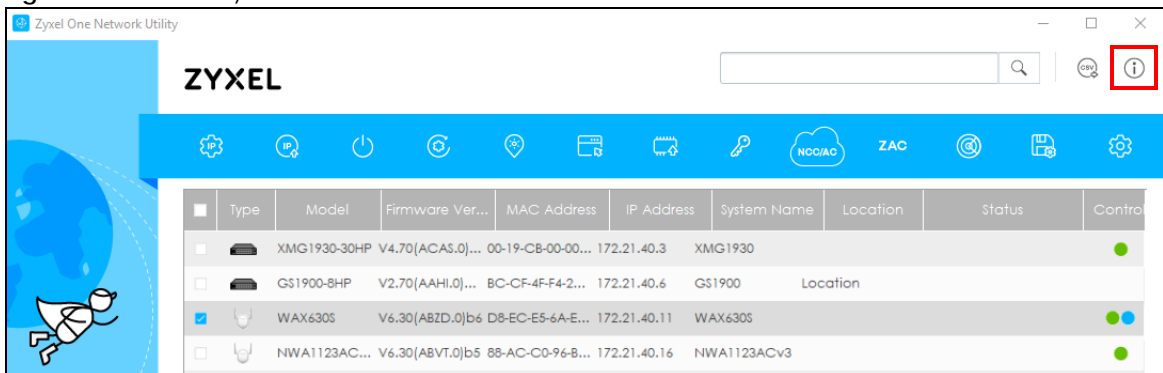 Zyxel One Network Utility
ZYXEL
CSV
IP
IP
NCC/AC
ZAC
Type Model Firmware Ver... MAC Address IP Address System Name Location Status Control
XMG1930-30HP V4.70(ACAS.0)... 00-19-CB-00-00... 172.21.40.3 XMG1930
GS1900-8HP V2.70(AAHI.0)... BC-CF-4F-F4-2... 172.21.40.6 GS1900 Location
WAX630S V6.30(ABZD.0)b6 D8-EC-E5-6A-E... 172.21.40.11 WAX630S
NWA1123AC... V6.30(ABVT.0)b5 88-AC-C0-96-B... 172.21.40.16 NWA1123ACv3